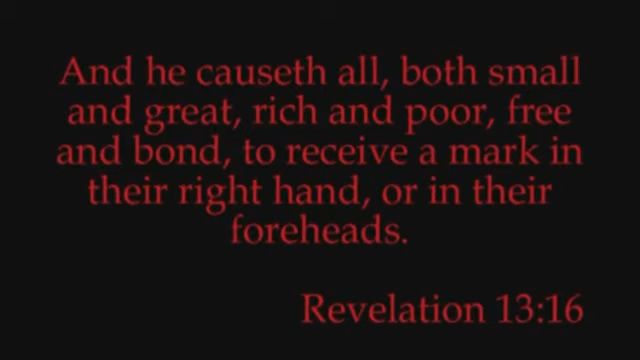 And he causeth all, both small
and great, rich and poor, free
and bond, to receive a mark in
their right hand, or in their
foreheads.
Revelation 13:16